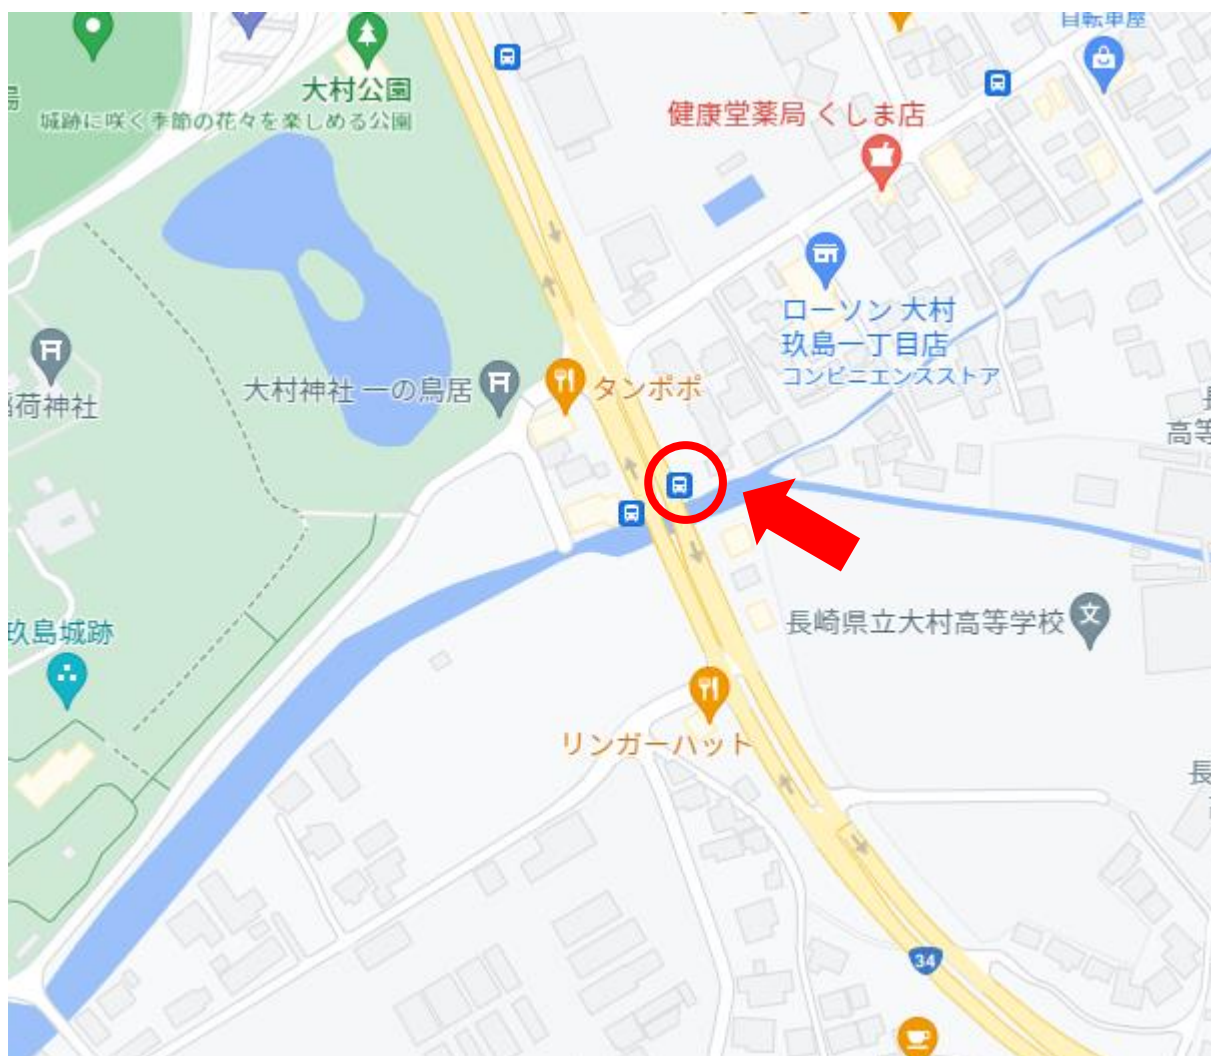 自転車屋
大村公園
城跡に咲く季節の花々を楽しめる公園
健康堂薬局 くしま店
ローソン 大村
玖島一丁目店
コンビニエンスストア
大村神社 一の鳥居
タンポポ
荷神社
高等
長崎県立大村高等学校
文
玖島城跡
リンガーハット
長
34